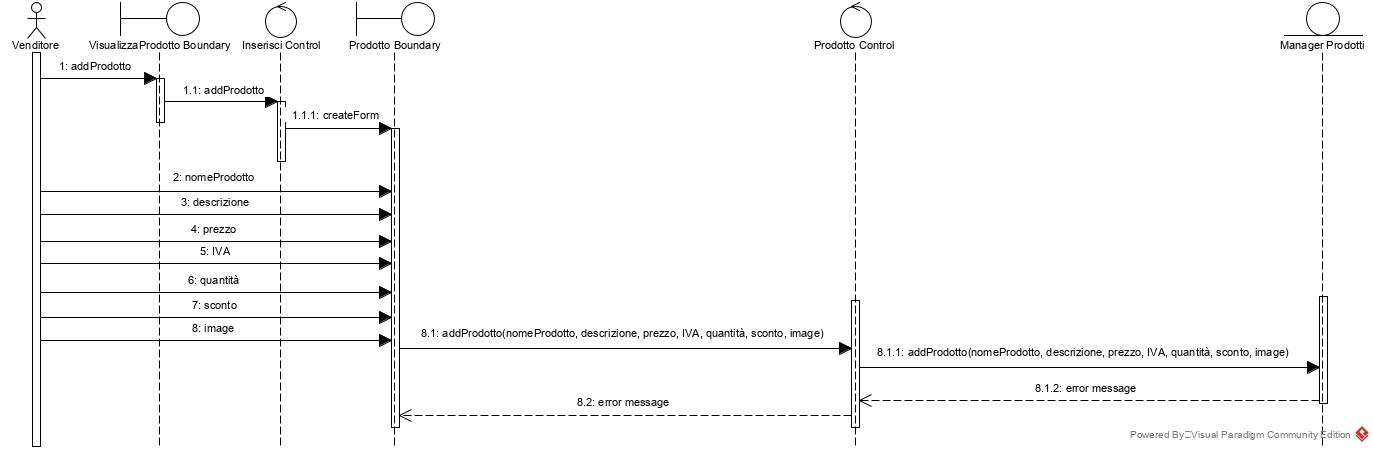 Venditore
VisualizzaProdotto Boundary
Inserisci Control
Prodotto Boundary
Prodotto Control
Manager Prodotti
1: addProdotto
1.1: addProdotto
1.1.1: createForm
2: nomeProdotto
3: descrizione
4: prezzo
5: IVA
6: quantità
7: sconto
8: image
8.1: addProdotto(nomeProdotto, descrizione, prezzo, IVA, quantità, sconto, image)
8.1.1: addProdotto(nomeProdotto, descrizione, prezzo, IVA, quantità, sconto, image)
8.1.2: error message
8.2: error message
Powered By Visual Paradigm Community Edition